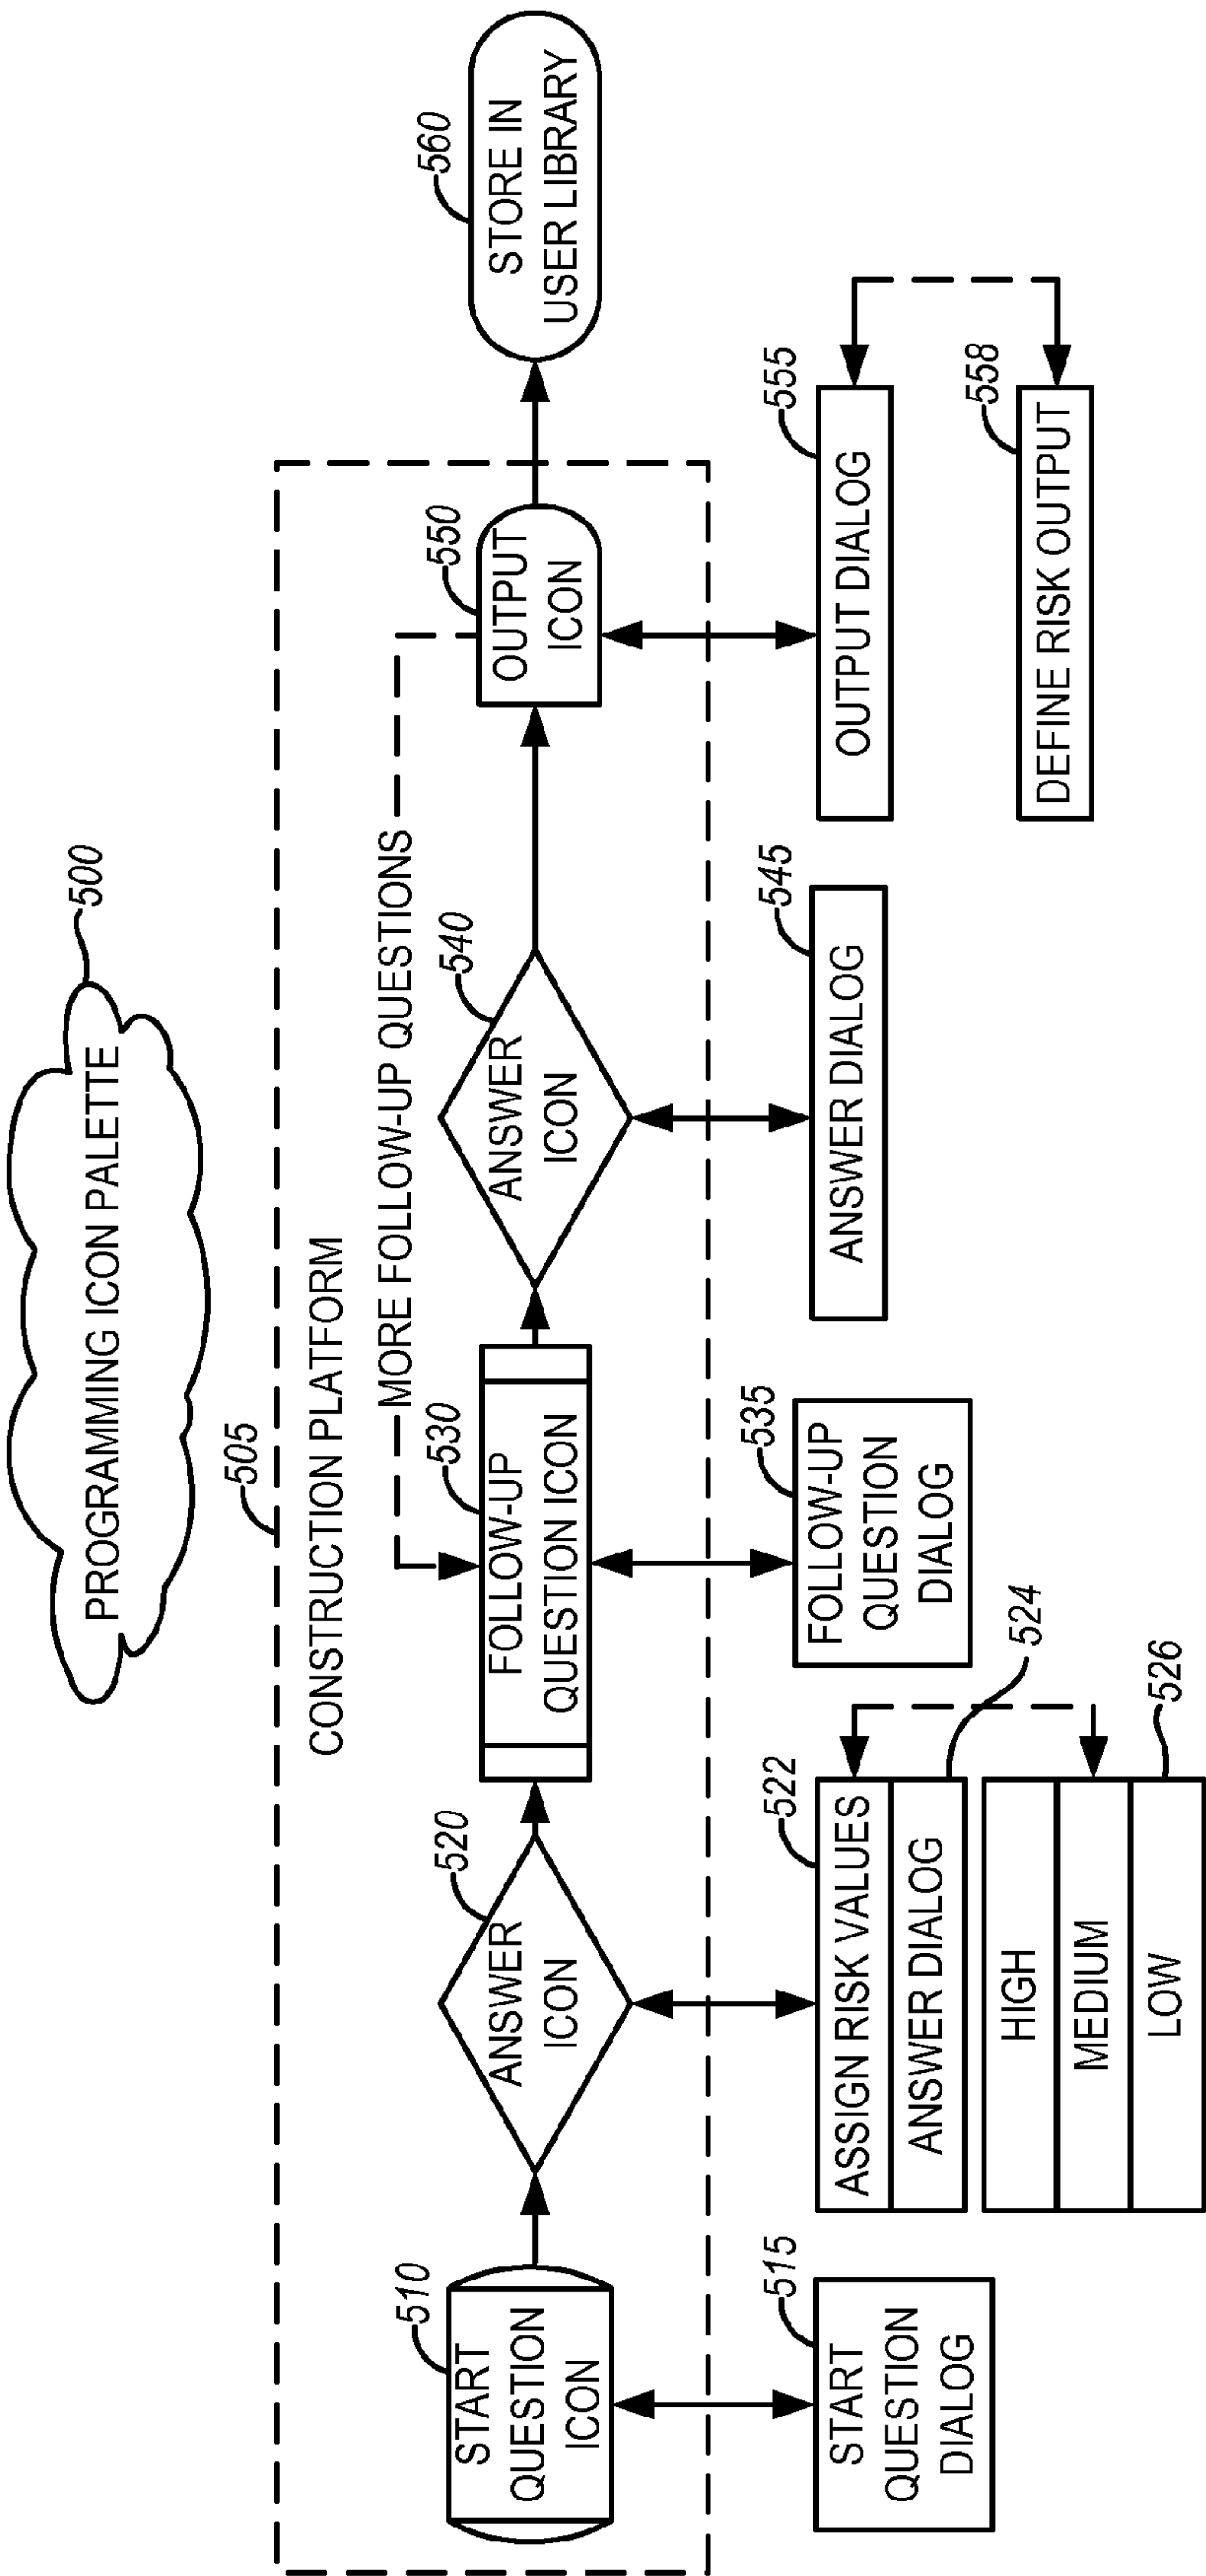 500
PROGRAMMING ICON PALETTE
505
CONSTRUCTION PLATFORM
MORE FOLLOW-UP QUESTIONS
510
START
QUESTION
ICON
520
ANSWER
ICON
530
FOLLOW-UP
QUESTION ICON
540
ANSWER
ICON
550
OUTPUT
ICON
560
STORE IN
USER LIBRARY
515
START
QUESTION
DIALOG
522
ASSIGN RISK VALUES
ANSWER DIALOG
524
HIGH
MEDIUM
LOW
526
535
FOLLOW-UP
QUESTION
DIALOG
545
ANSWER DIALOG
555
OUTPUT DIALOG
558
DEFINE RISK OUTPUT